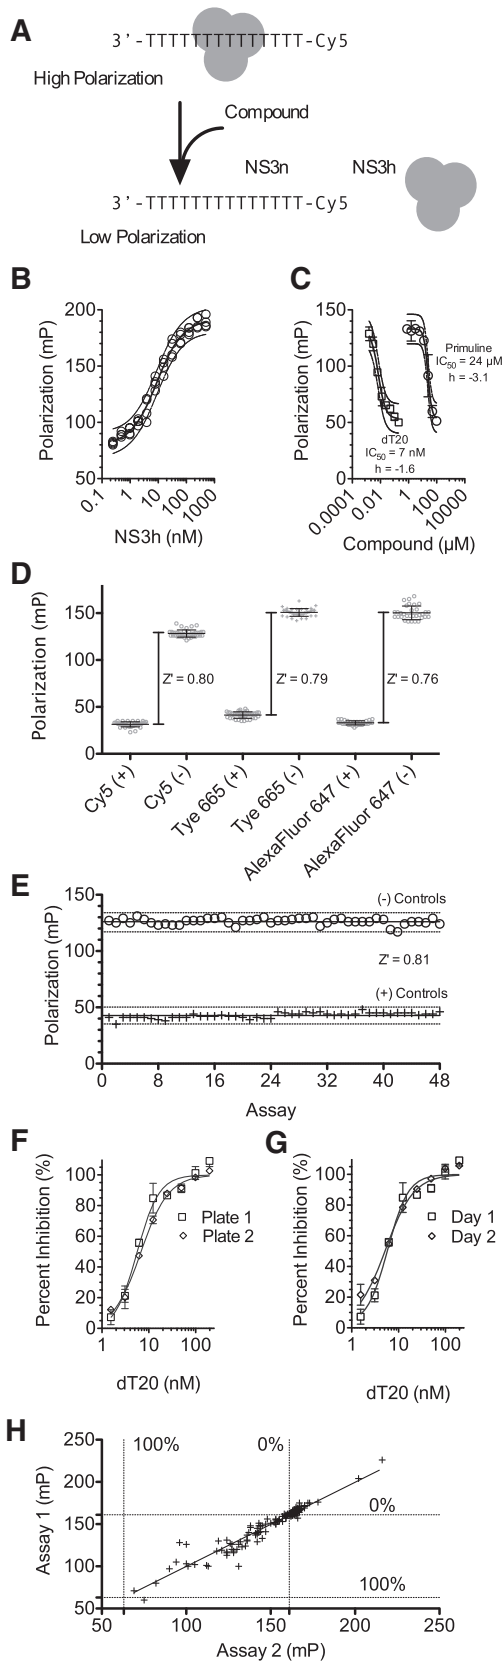 A
3’-TTTTTTTTTTTTTT-Cy5
High Polarization
Compound
NS3n
NS3h
3’-TTTTTTTTTTTTTT-Cy5
Low Polarization
B
Polarization (mP)
200
150
100
50
0.1
1
10
100
1000
NS3h (nM)
C
Polarization (mP)
150
100
50
0
Primuline
IC50 = 24 µM
h = -3.1
dT20
IC50 = 7 nM
h = -1.6
0.0001
0.01
1
100
10000
Compound (µM)
D
Polarization (mP)
150
100
50
0
Z' = 0.80
Z' = 0.79
Z' = 0.76
Cy5 (+)
Cy5 (-)
Tye 665 (+)
Tye 665 (-)
AlexaFluor 647 (+)
AlexaFluor 647 (-)
E
Polarization (mP)
150
100
50
0
(-) Controls
Z' = 0.81
(+) Controls
0 8 16 24 32 40 48
Assay
F
Percent Inhibition (%)
100
80
60
40
20
0
Plate 1
Plate 2
1 10 100
dT20 (nM)
G
Percent Inhibition (%)
100
80
60
40
20
0
Day 1
Day 2
1 10 100
dT20 (nM)
H
Assay 1 (mP)
250
200
150
100
50
100%
0%
0%
100%
50 100 150 200 250
Assay 2 (mP)